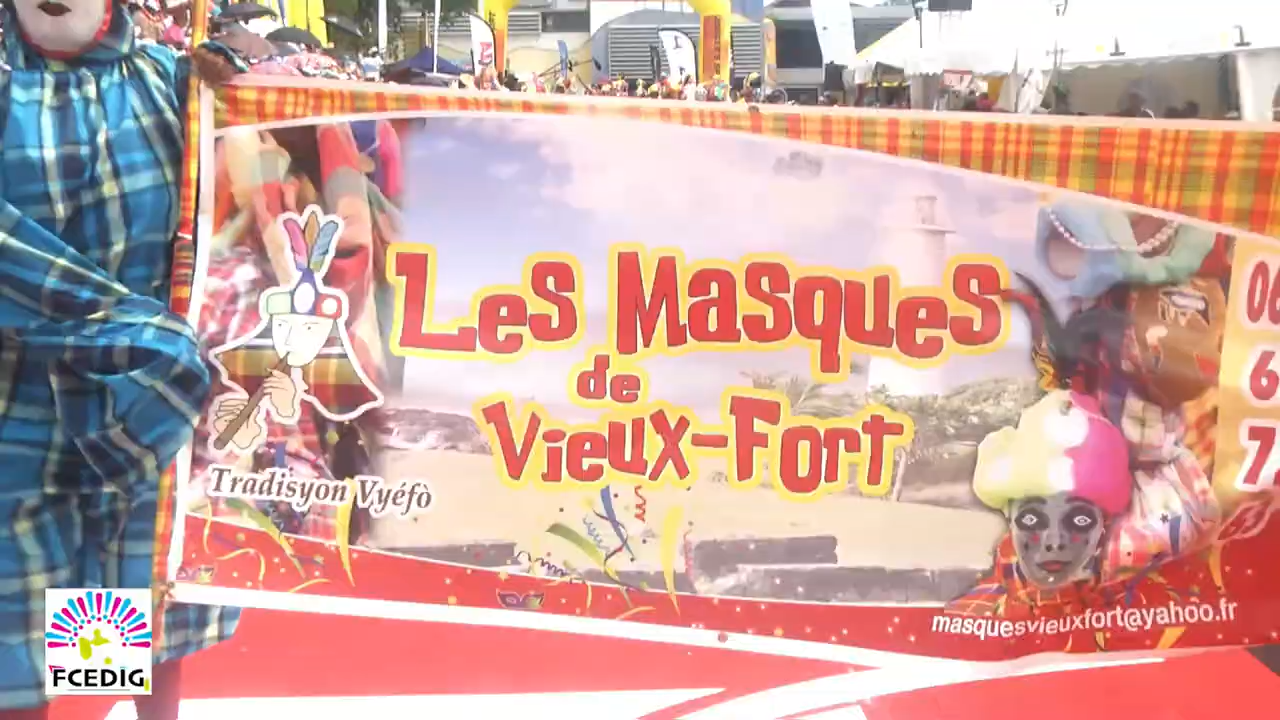 Les Masques
de
Vieux-Fort
Tradisyon Vyéfò
masquesvieuxfort@yahoo.fr
FCEDIG